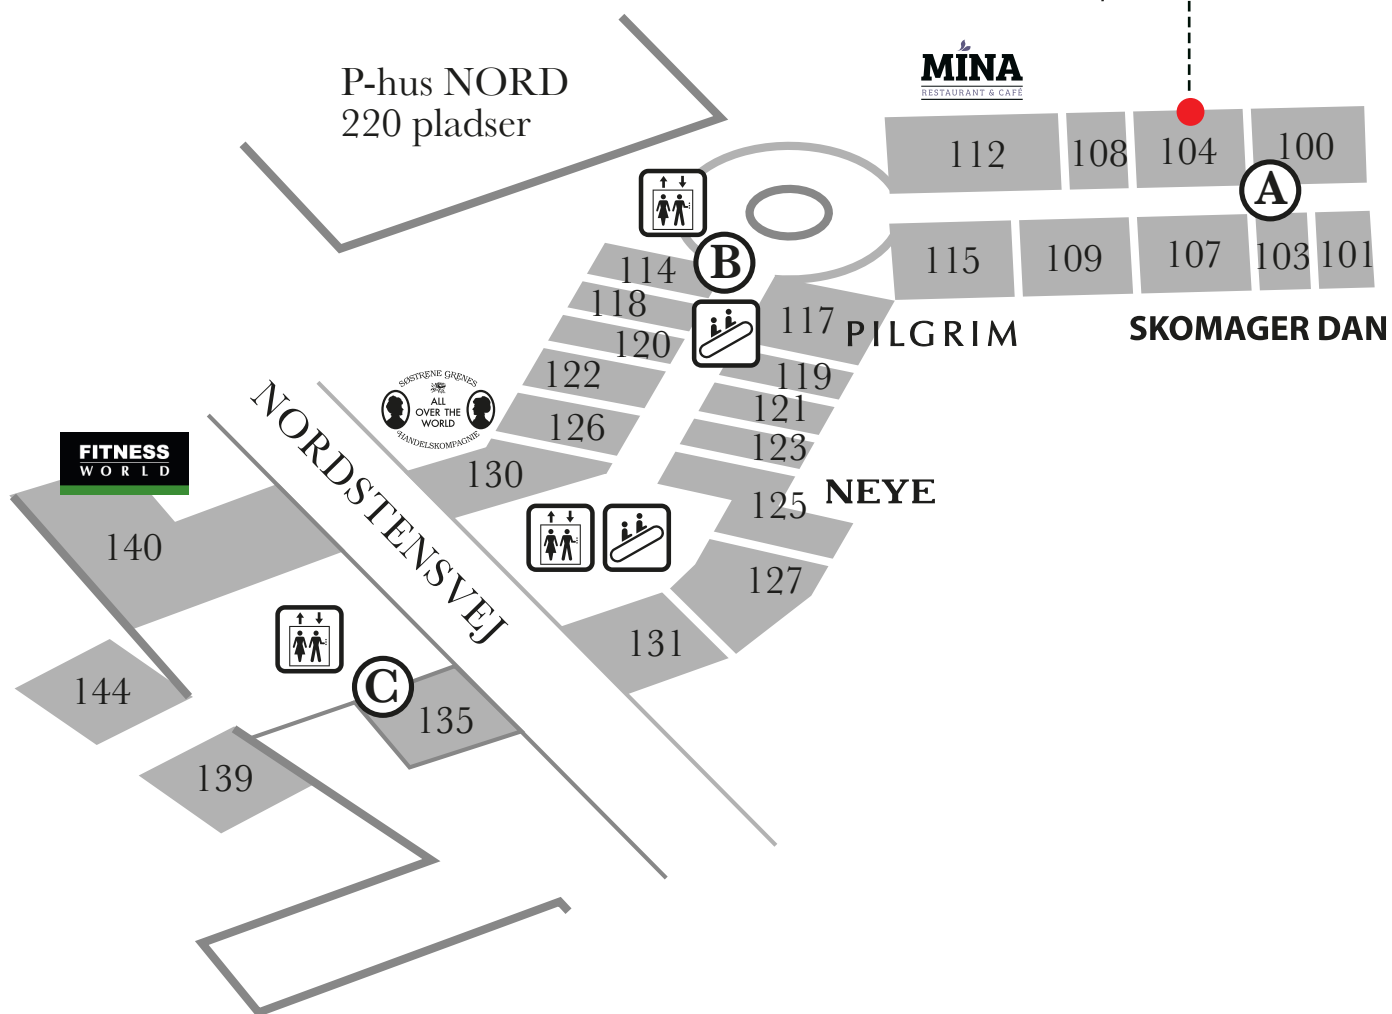 P-hus NORD
220 pladser
MINA
RESTAURANT & CAFÉ
112
108
104
100
A
115
109
107
103
101
B
114
118
120
122
126
130
117
PILGRIM
SKOMAGER DAN
119
121
123
125
NEYE
127
131
SØSTRENE GRENES
ALL
OVER THE
WORLD
HANDELSKOMPAGNIE
NORDSTENSVEJ
FITNESS
WORLD
140
144
C
135
139